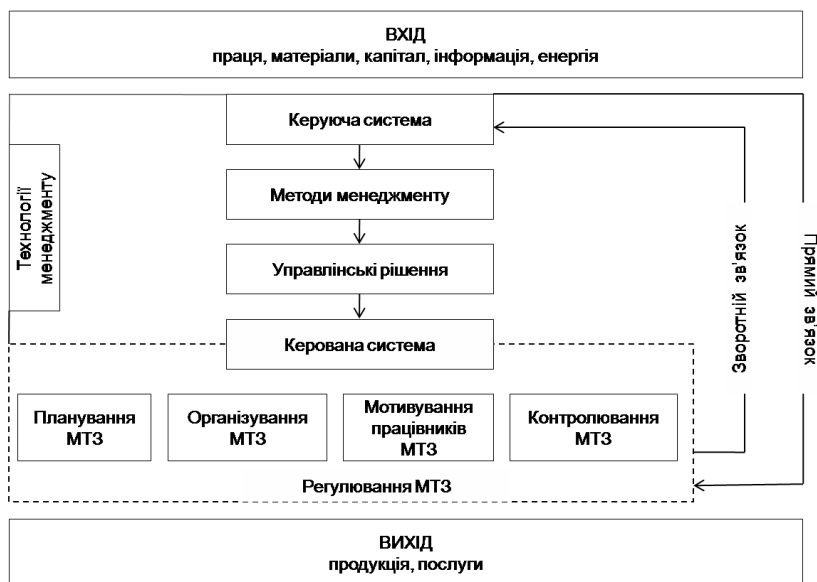 ВХІД
праця, матеріали, капітал, інформація, енергія
Керуюча система
Технології
менеджменту
Методи менеджменту
Управлінські рішення
Зворотній зв'язок
Прямий зв'язок
Керована система
Планування
МТЗ
Організування
МТЗ
Мотивування
працівників
МТЗ
Контролювання
МТЗ
Регулювання МТЗ
ВИХІД
продукція, послуги